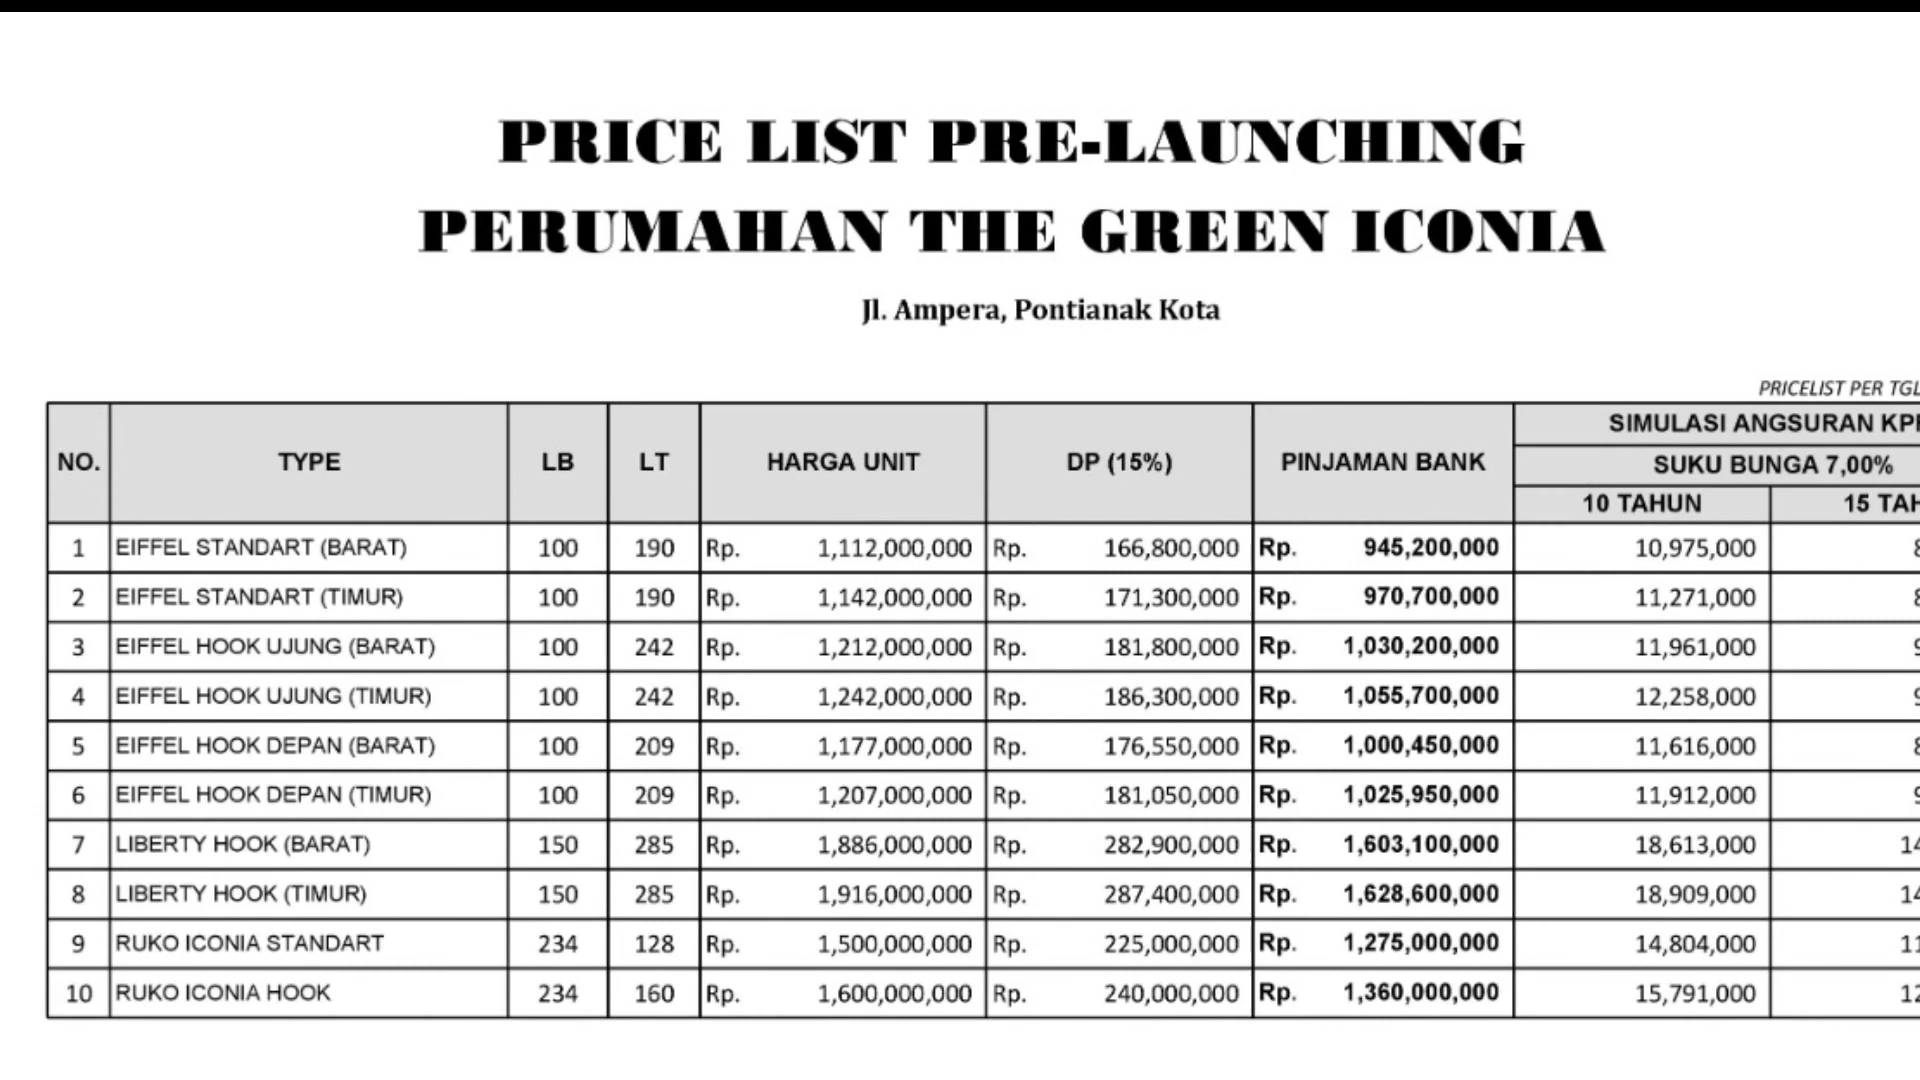 PRICE LIST PRE-LAUNCHING
PERUMAHAN THE GREEN ICONIA
Jl. Ampera, Pontianak Kota
PRICELIST PER TGL
NO. TYPE LB LT HARGA UNIT DP (15%) PINJAMAN BANK SIMULASI ANGSURAN
SUKU BUNGA 7,00%
10 TAHUN 15
1 EIFFEL STANDART (BARAT) 100 190 Rp. 1,112,000,000 Rp. 166,800,000 Rp. 945,200,000 10,975,000
2 EIFFEL STANDART (TIMUR) 100 190 Rp. 1,142,000,000 Rp. 171,300,000 Rp. 970,700,000 11,271,000
3 EIFFEL HOOK UJUNG (BARAT) 100 242 Rp. 1,212,000,000 Rp. 181,800,000 Rp. 1,030,200,000 11,961,000
4 EIFFEL HOOK UJUNG (TIMUR) 100 242 Rp. 1,242,000,000 Rp. 186,300,000 Rp. 1,055,700,000 12,258,000
5 EIFFEL HOOK DEPAN (BARAT) 100 209 Rp. 1,177,000,000 Rp. 176,550,000 Rp. 1,000,450,000 11,616,000
6 EIFFEL HOOK DEPAN (TIMUR) 100 209 Rp. 1,207,000,000 Rp. 181,050,000 Rp. 1,025,950,000 11,912,000
7 LIBERTY HOOK (BARAT) 150 285 Rp. 1,886,000,000 Rp. 282,900,000 Rp. 1,603,100,000 18,613,000
8 LIBERTY HOOK (TIMUR) 150 285 Rp. 1,916,000,000 Rp. 287,400,000 Rp. 1,628,600,000 18,909,000
9 RUKO ICONIA STANDART 234 128 Rp. 1,500,000,000 Rp. 225,000,000 Rp. 1,275,000,000 14,804,000
10 RUKO ICONIA HOOK 234 160 Rp. 1,600,000,000 Rp. 240,000,000 Rp. 1,360,000,000 15,791,000